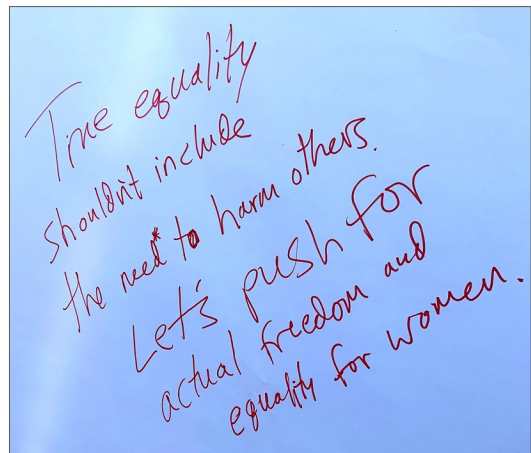 True equality
shouldn't include
the need to harm others.
Let's push for
actual freedom and
equality for women.